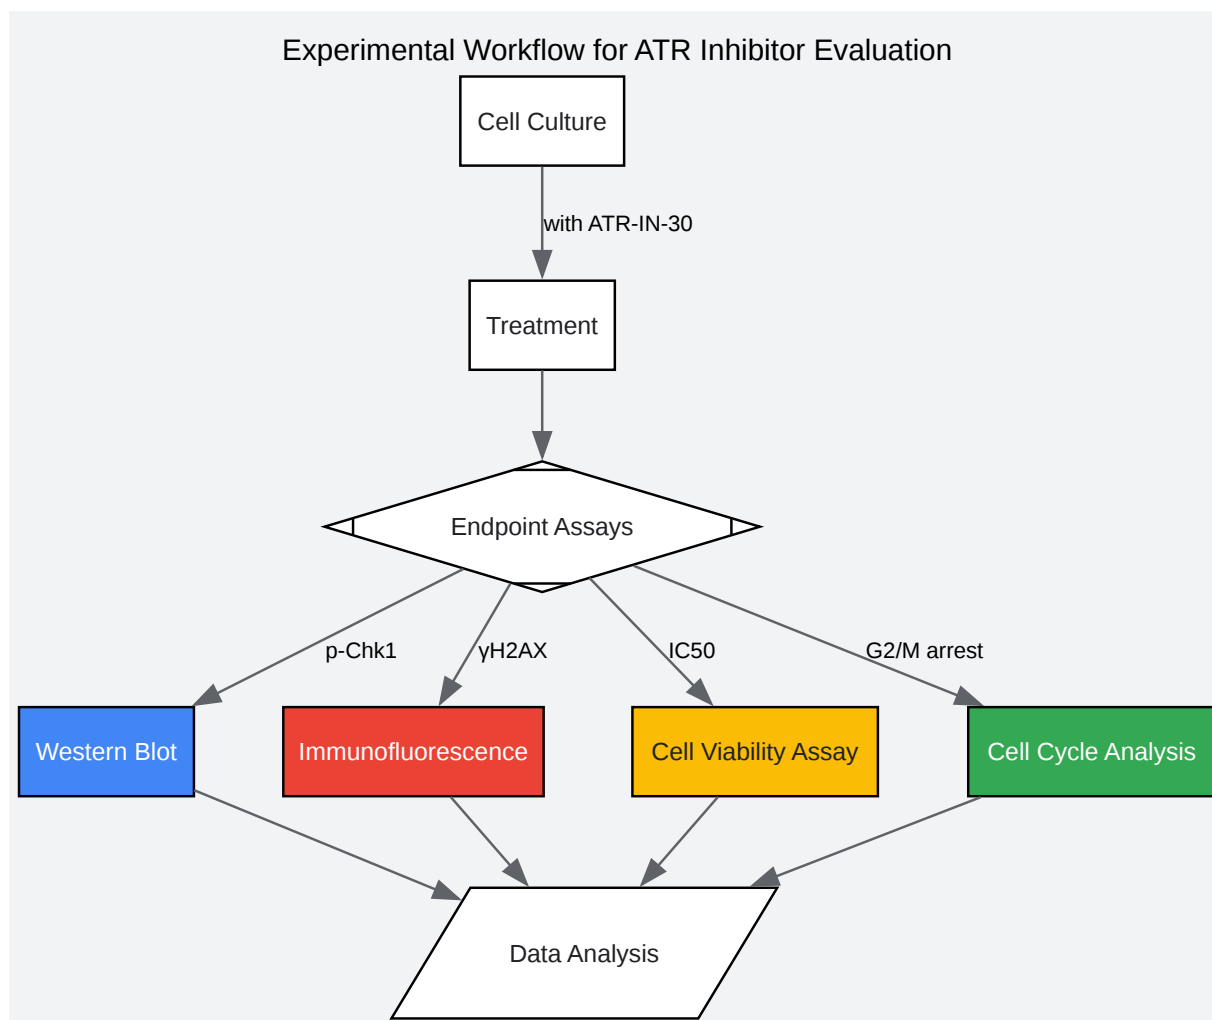 Experimental Workflow for ATR Inhibitor Evaluation
Cell Culture
with ATR-IN-30
Treatment
Endpoint Assays
p-Chk1
γH2AX
IC50
G2/M arrest
Western Blot
Immunofluorescence
Cell Viability Assay
Cell Cycle Analysis
Data Analysis